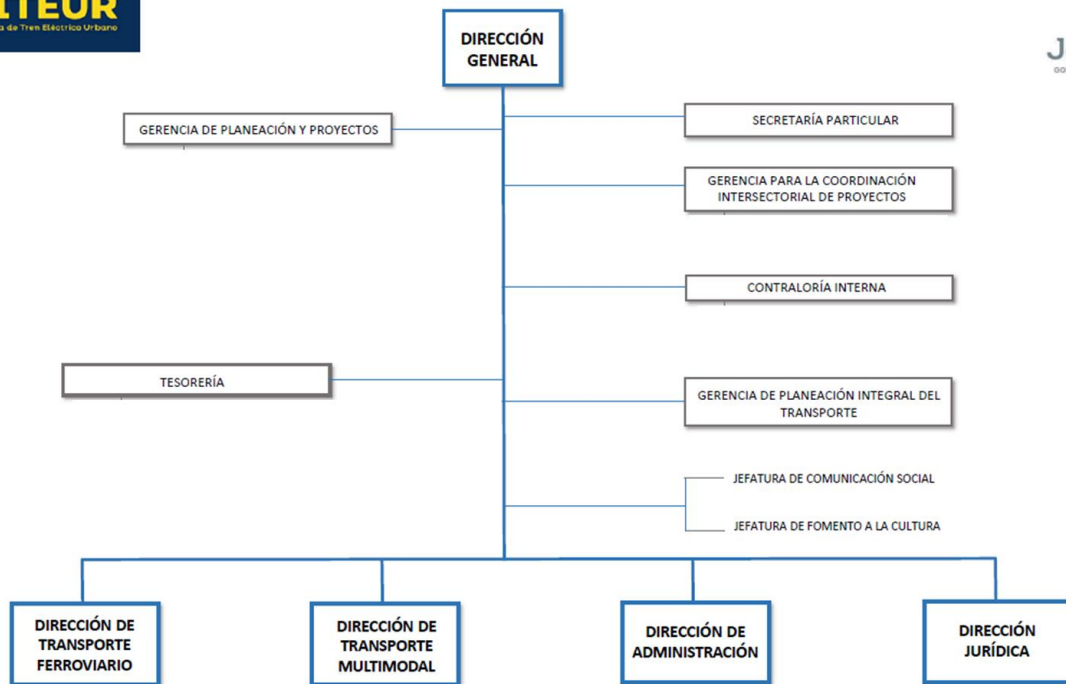 ITEUR
a de Tren Eléctrico Urbano
DIRECCIÓN
GENERAL
GERENCIA DE PLANEACIÓN Y PROYECTOS
SECRETARÍA PARTICULAR
GERENCIA PARA LA COORDINACIÓN
INTERSECTORIAL DE PROYECTOS
CONTRALORÍA INTERNA
TESORERÍA
GERENCIA DE PLANEACIÓN INTEGRAL DEL
TRANSPORTE
JEFATURA DE COMUNICACIÓN SOCIAL
JEFATURA DE FOMENTO A LA CULTURA
DIRECCIÓN DE
TRANSPORTE
FERROVIARIO
DIRECCIÓN DE
TRANSPORTE
MULTIMODAL
DIRECCIÓN DE
ADMINISTRACIÓN
DIRECCIÓN
JURÍDICA